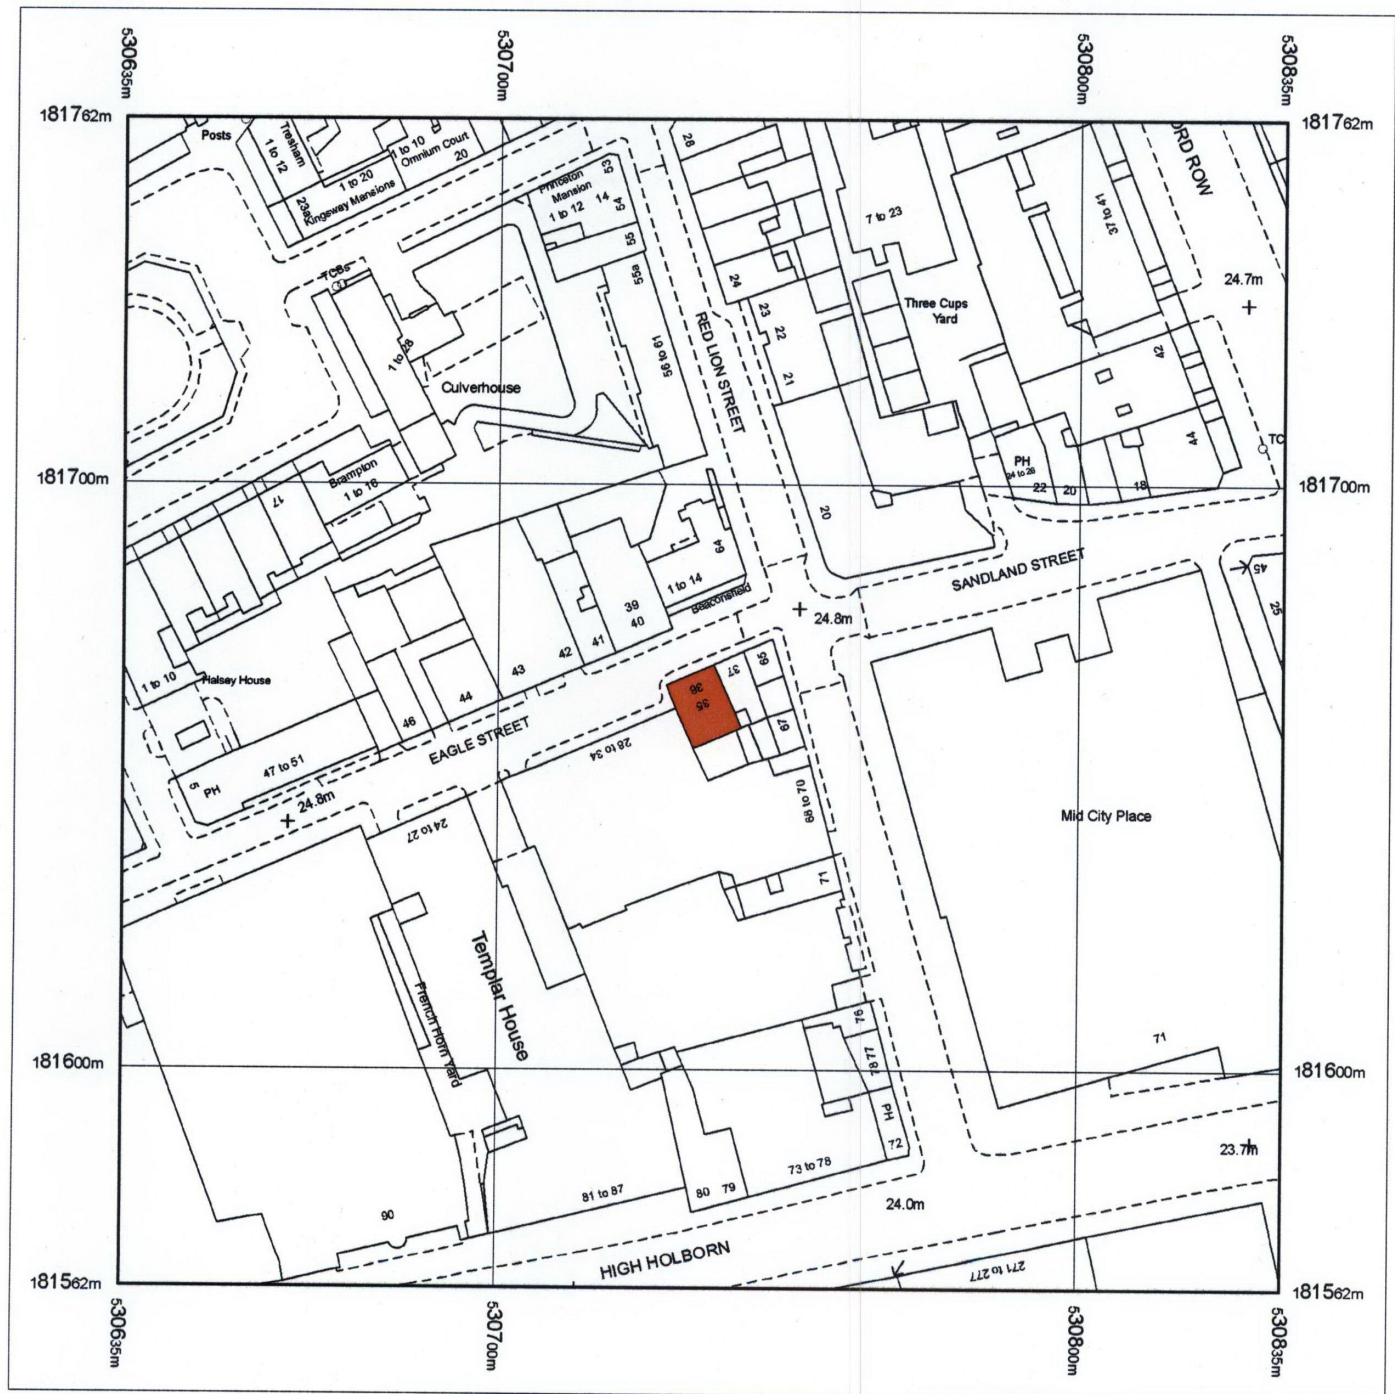 530635m
530700m
530800m
530835m
181762m
181762m
Posts
Tresham
1 to 12
1 to 10
Omnium Court
20
1 to 20
Kingsway Mansions
23a
53
Princeton
Mansion
1 to 12
14
54
55
55a
28
7 to 23
37 to 41
ORD ROW
24.7m
TCBs
24
23
22
21
Three Cups
Yard
1 to 28
Culverhouse
56 to 61
RED LION STREET
42
44
TC
PH
24 to 26
22
20
18
181700m
181700m
Brampton
1 to 16
17
20
64
1 to 14
Beaconsfield
39
40
41
42
43
44
46
SANDLAND STREET
45
25
24.8m
1 to 10
Halsey House
37
65
36
35
67
EAGLE STREET
28 to 34
47 to 51
5
PH
24.8m
24 to 27
68 to 70
Mid City Place
71
Templar House
French Horn Yard
76
77
78
PH
72
71
181600m
181600m
23.7m
73 to 78
79
80
81 to 87
90
24.0m
HIGH HOLBORN
271 to 277
181562m
181562m
530635m
530700m
530800m
530835m